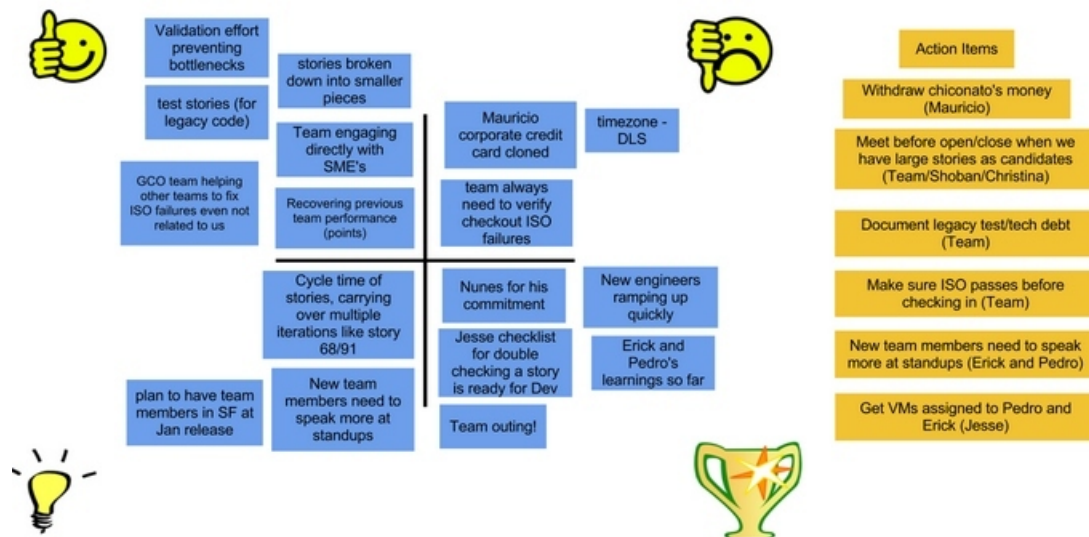 Validation effort
preventing
bottlenecks
stories broken
down into smaller
pieces
test stories (for
legacy code)
Team engaging
directly with
SME's
GCO team helping
other teams to fix
ISO failures even not
related to us
Recovering previous
team performance
(points)
Mauricio
corporate credit
card cloned
timezone -
DLS
team always
need to verify
checkout ISO
failures
Cycle time of
stories, carrying
over multiple
iterations like story
68/91
plan to have team
members in SF at
Jan release
New team
members need to
speak more at
standups
Nunes for his
commitment
New engineers
ramping up
quickly
Jesse checklist
for double
checking a story
is ready for Dev
Erick and
Pedro's
learnings so far
Team outing!
Action Items
Withdraw chiconato's money
(Mauricio)
Meet before open/close when we
have large stories as candidates
(Team/Shoban/Christina)
Document legacy test/tech debt
(Team)
Make sure ISO passes before
checking in (Team)
New team members need to speak
more at standups (Erick and Pedro)
Get VMs assigned to Pedro and
Erick (Jesse)